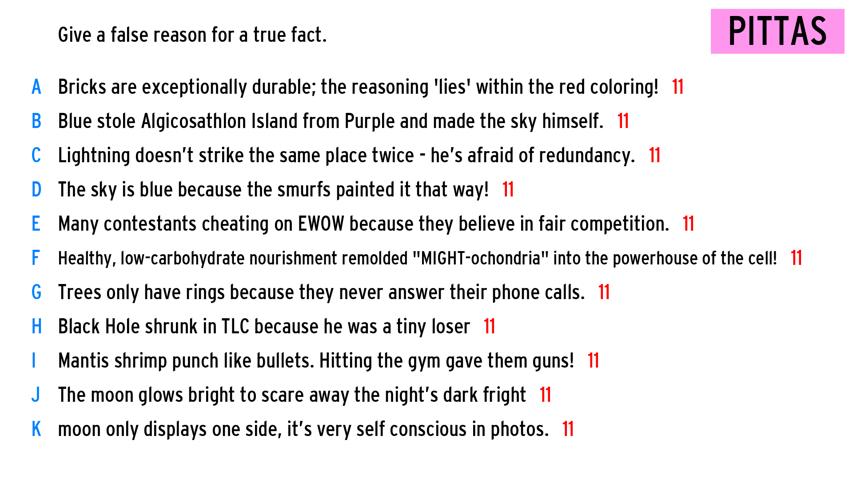 Give a false reason for a true fact.
PITTAS
A Bricks are exceptionally durable; the reasoning 'lies' within the red coloring! 11
B Blue stole Algicosathlon Island from Purple and made the sky himself. 11
C Lightning doesn't strike the same place twice - he's afraid of redundancy. 11
D The sky is blue because the smurfs painted it that way! 11
E Many contestants cheating on EWOW because they believe in fair competition. 11
F Healthy, low-carbohydrate nourishment remolded "MIGHT-ochondria" into the powerhouse of the cell! 11
G Trees only have rings because they never answer their phone calls. 11
H Black Hole shrunk in TLC because he was a tiny loser 11
I Mantis shrimp punch like bullets. Hitting the gym gave them guns! 11
J The moon glows bright to scare away the night's dark fright 11
K moon only displays one side, it's very self conscious in photos. 11